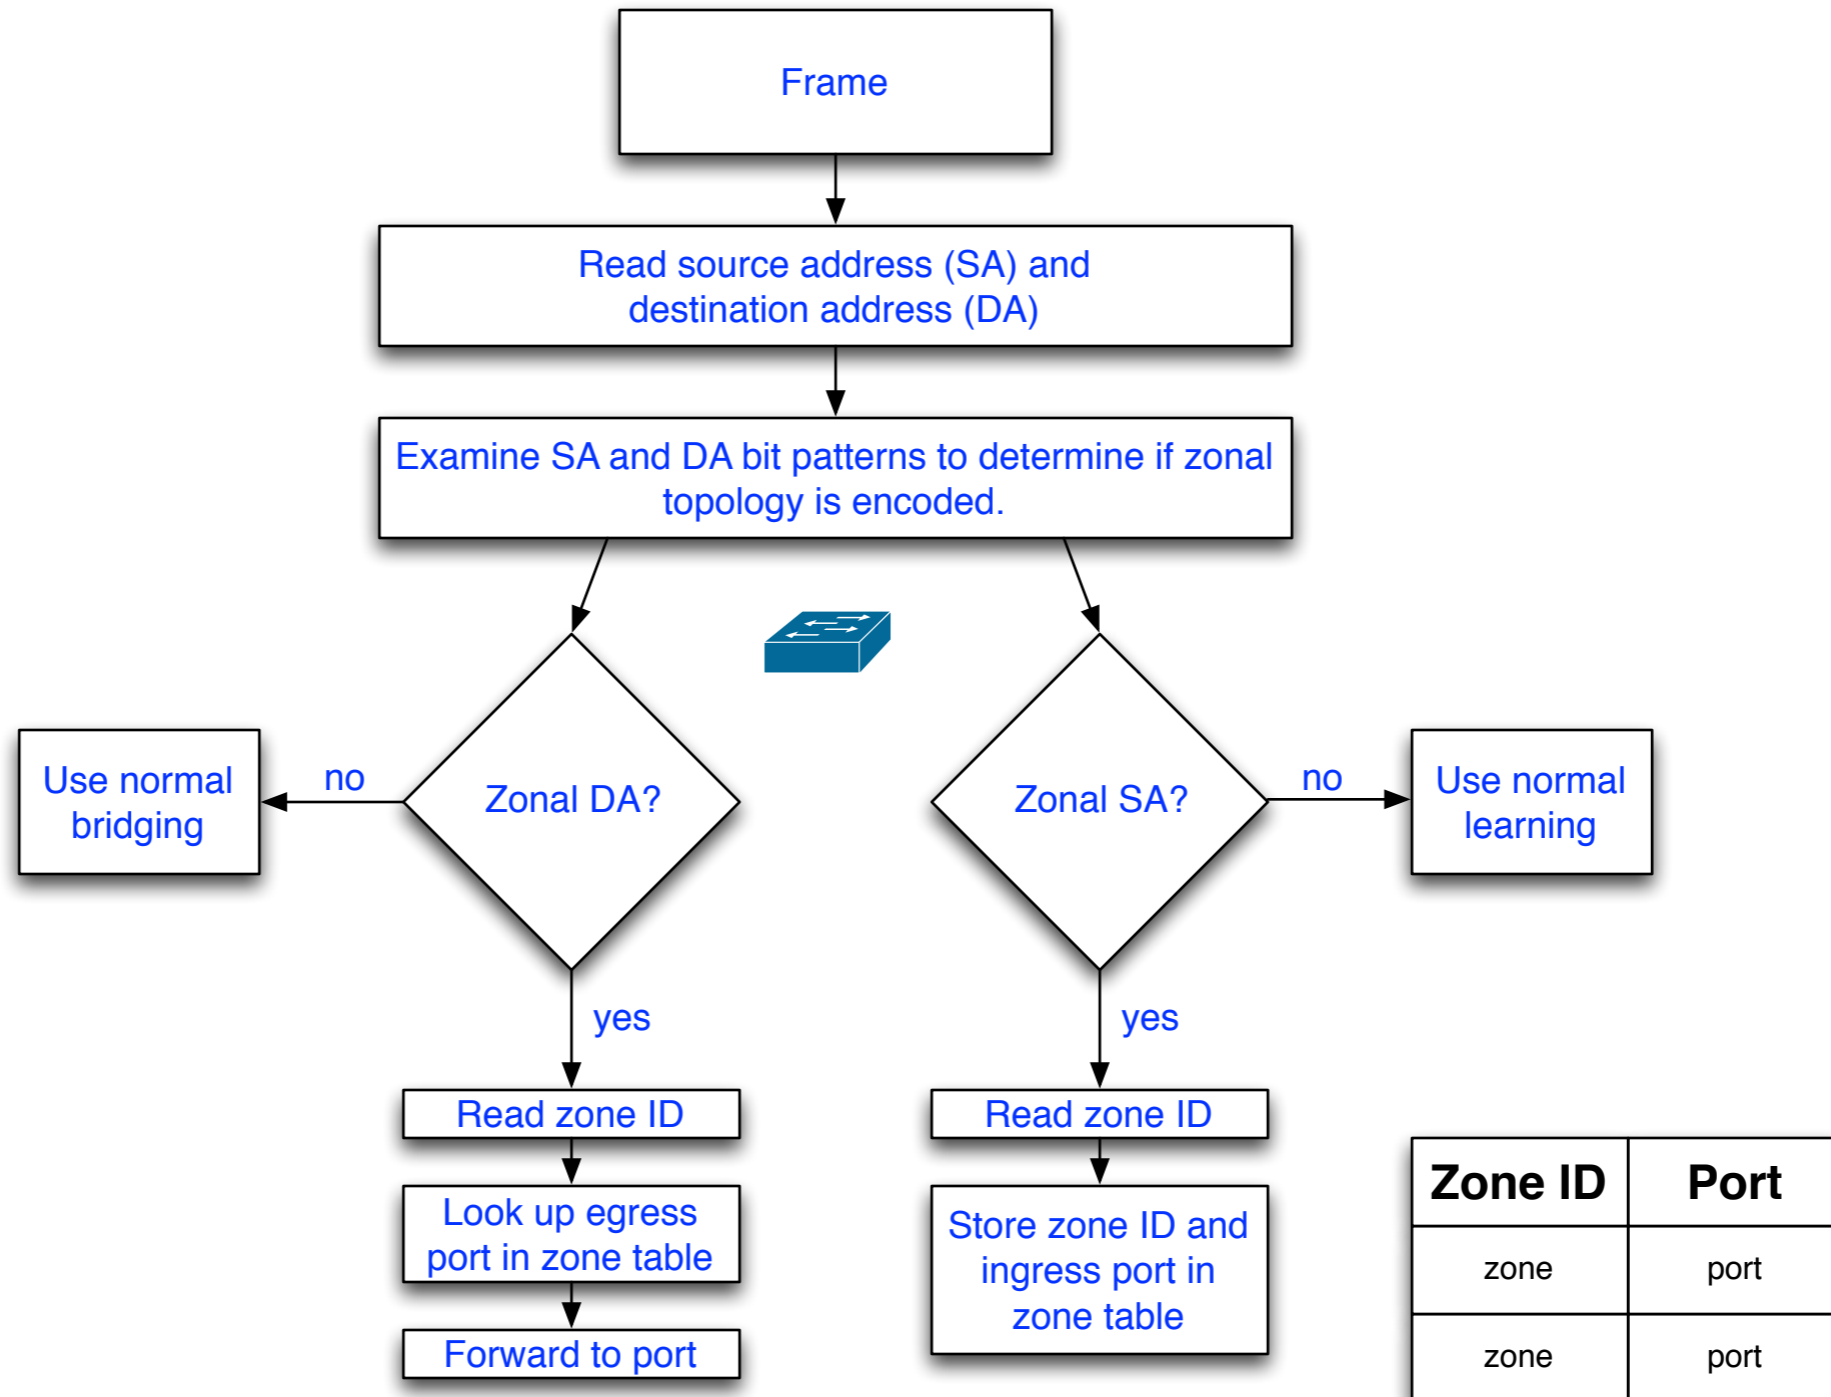 Frame
Read source address (SA) and
destination address (DA)
Examine SA and DA bit patterns to determine if zonal
topology is encoded.
Use normal
bridging
no
Zonal DA?
Zonal SA?
no
Use normal
learning
yes
yes
Read zone ID
Look up egress
port in zone table
Forward to port
Read zone ID
Store zone ID and
ingress port in
zone table
Zone ID Port
zone port
zone port